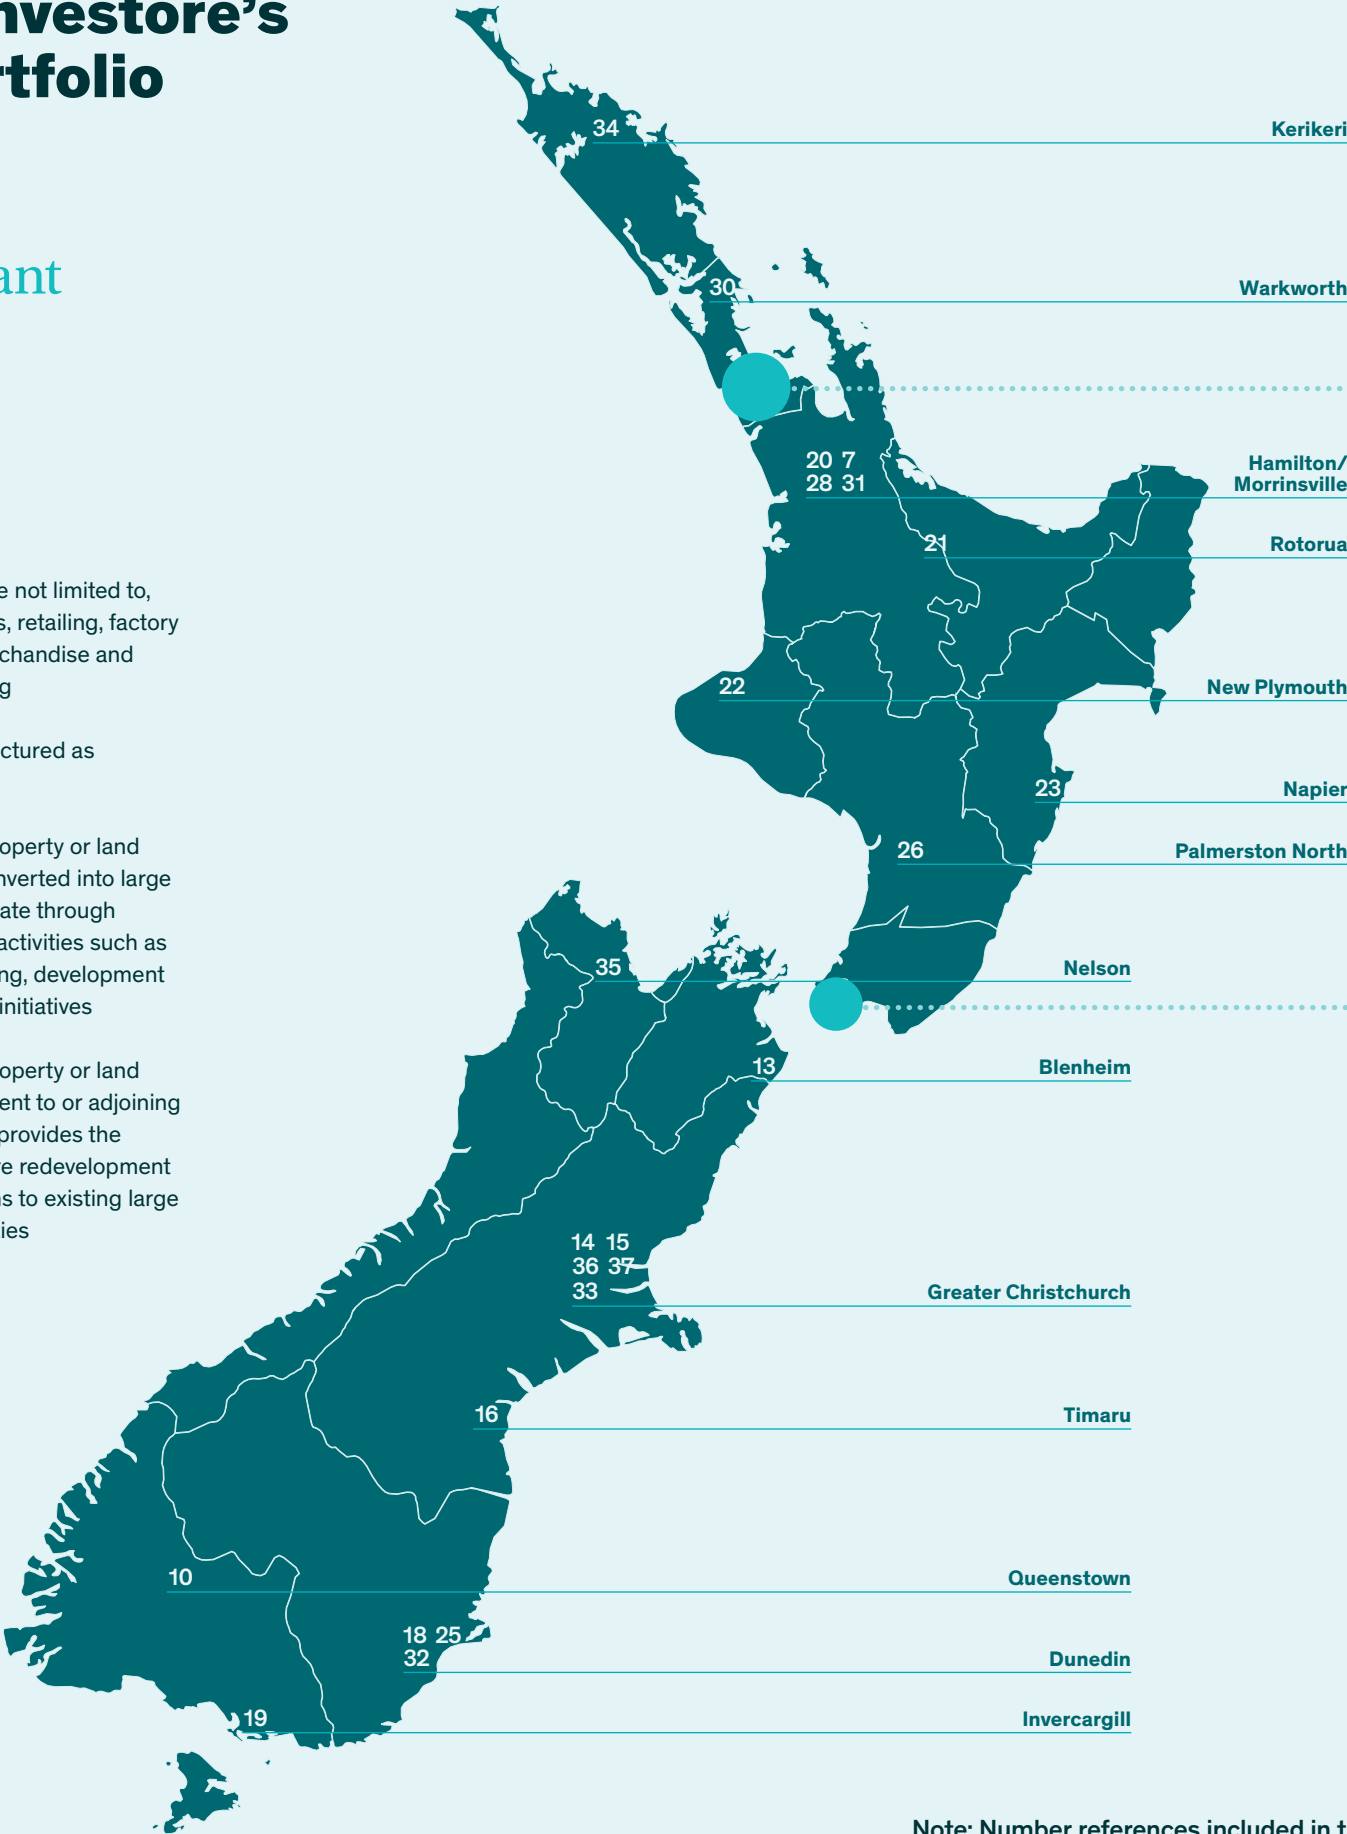 nvestore's
rtfolio
ant
e not limited to,
s, retailing, factory
chandise and
g
ctured as
operty or land
nverted into large
ate through
activities such as
ng, development
initiatives
operty or land
ent to or adjoining
provides the
e redevelopment
s to existing large
ies
34 Kerikeri
30 Warkworth
20 7
28 31
Hamilton/
Morrinsville
21 Rotorua
22 New Plymouth
23 Napier
26 Palmerston North
35 Nelson
13 Blenheim
14 15
36 37
33 Greater Christchurch
16 Timaru
10 Queenstown
18 25
32 Dunedin
19 Invercargill
Note: Number references included in t